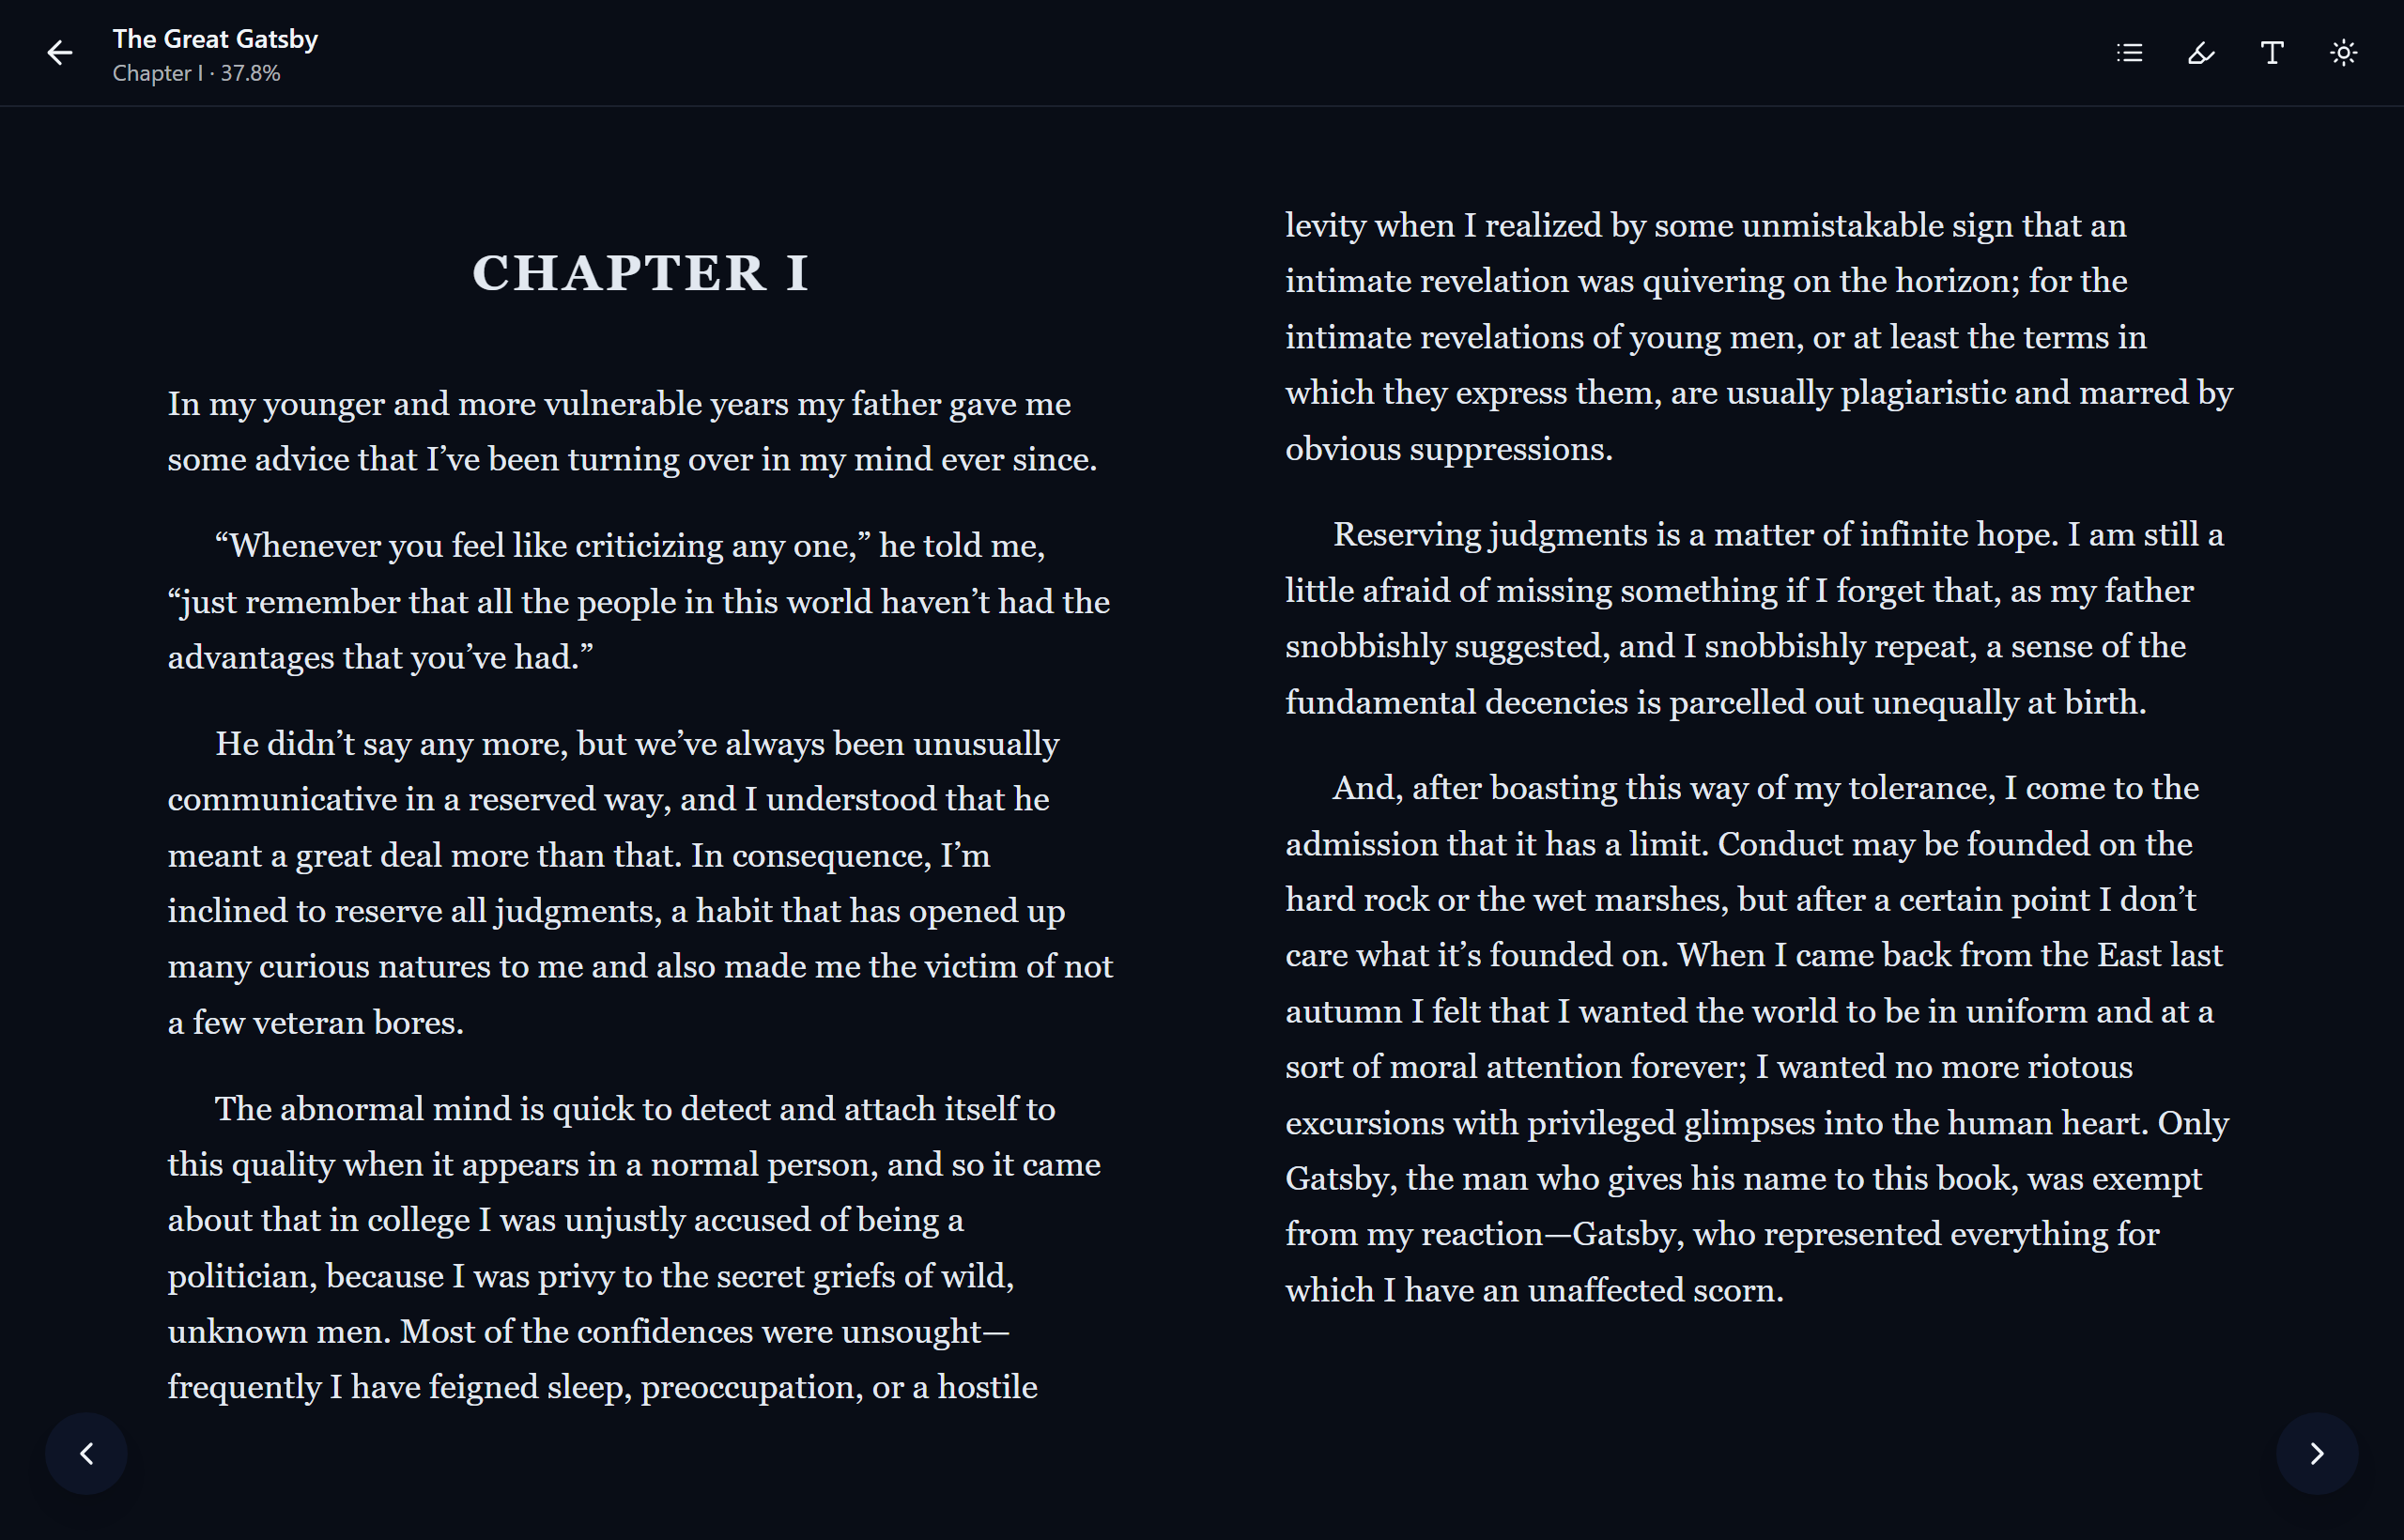 The Great Gatsby
Chapter I · 37.8%
CHAPTER I
In my younger and more vulnerable years my father gave me
some advice that I’ve been turning over in my mind ever since.
“Whenever you feel like criticizing any one,” he told me,
“just remember that all the people in this world haven’t had the
advantages that you’ve had.”
He didn’t say any more, but we’ve always been unusually
communicative in a reserved way, and I understood that he
meant a great deal more than that. In consequence, I’m
inclined to reserve all judgments, a habit that has opened up
many curious natures to me and also made me the victim of not
a few veteran bores.
The abnormal mind is quick to detect and attach itself to
this quality when it appears in a normal person, and so it came
about that in college I was unjustly accused of being a
politician, because I was privy to the secret griefs of wild,
unknown men. Most of the confidences were unsought—
frequently I have feigned sleep, preoccupation, or a hostile
levity when I realized by some unmistakable sign that an
intimate revelation was quivering on the horizon; for the
intimate revelations of young men, or at least the terms in
which they express them, are usually plagiaristic and marred by
obvious suppressions.
Reserving judgments is a matter of infinite hope. I am still a
little afraid of missing something if I forget that, as my father
snobbishly suggested, and I snobbishly repeat, a sense of the
fundamental decencies is parcelled out unequally at birth.
And, after boasting this way of my tolerance, I come to the
admission that it has a limit. Conduct may be founded on the
hard rock or the wet marshes, but after a certain point I don’t
care what it’s founded on. When I came back from the East last
autumn I felt that I wanted the world to be in uniform and at a
sort of moral attention forever; I wanted no more riotous
excursions with privileged glimpses into the human heart. Only
Gatsby, the man who gives his name to this book, was exempt
from my reaction—Gatsby, who represented everything for
which I have an unaffected scorn.